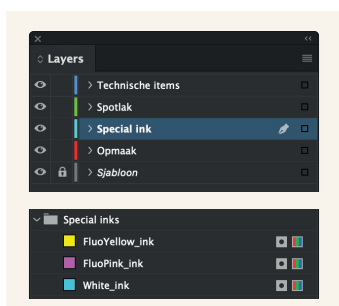 Layers
Technische items
Spotlak
Special ink
Opmaak
Sjabloon
Special inks
FluoYellow_ink
FluoPink_ink
White_ink